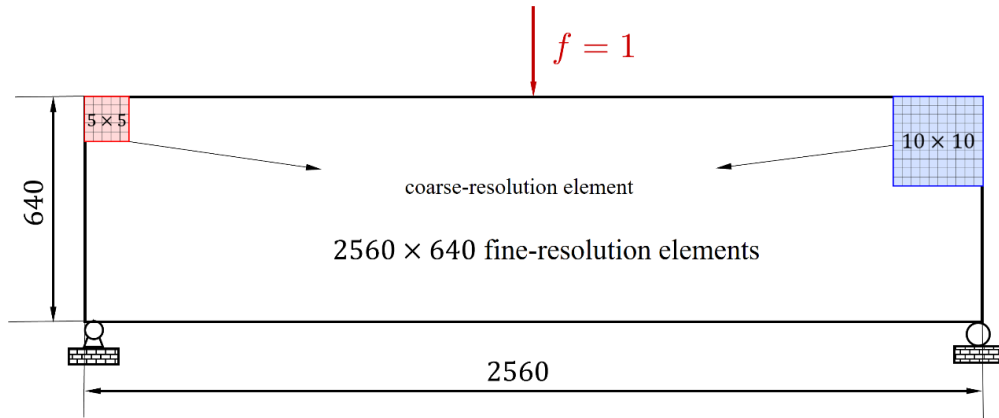 f = 1
5 × 5
10 × 10
coarse-resolution element
640
2560 × 640 fine-resolution elements
2560